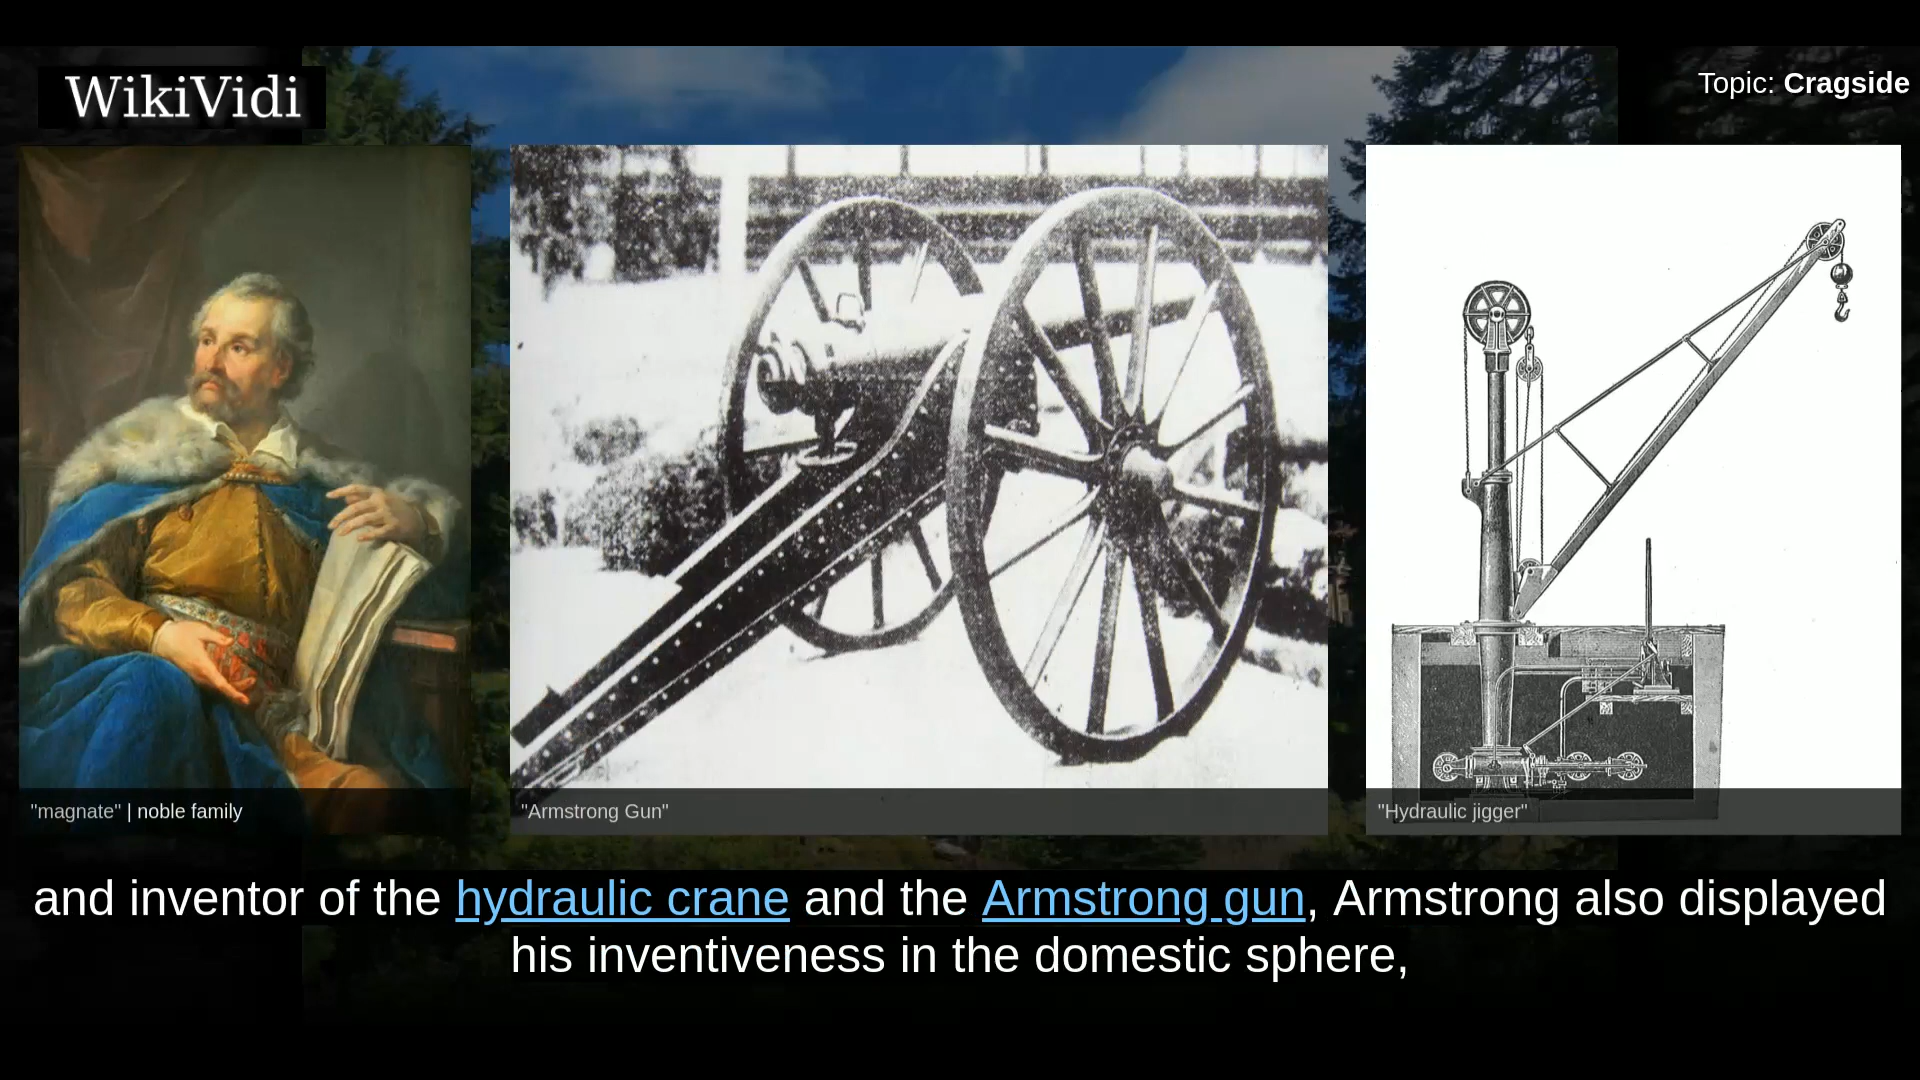 WikiVidi
Topic: Cragside
"magnate" | noble family
"Armstrong Gun"
"Hydraulic jigger"
and inventor of the hydraulic crane and the Armstrong gun, Armstrong also displayed
his inventiveness in the domestic sphere,